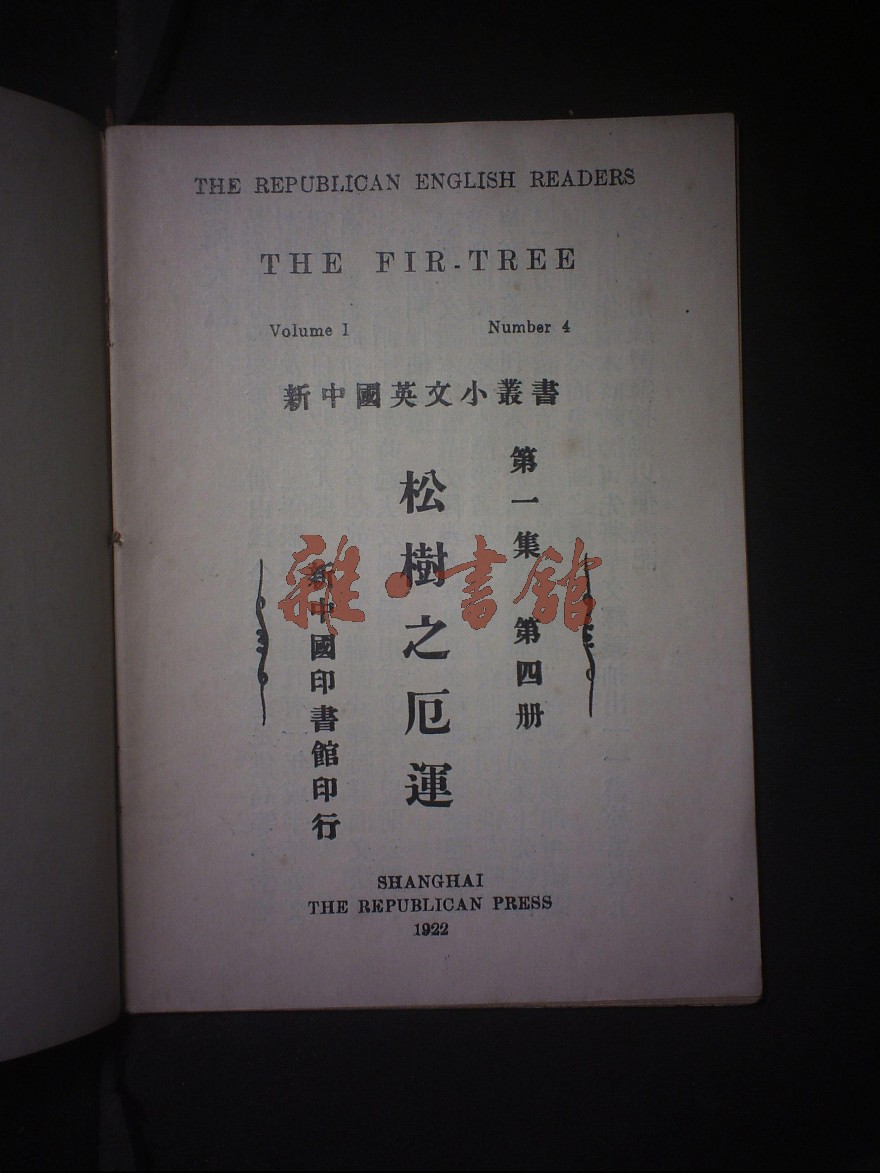 THE REPUBLICAN ENGLISH READERS
THE FIR-TREE
Volume I Number 4
新中國英文小叢書
第一集 第四册
松樹之厄運
新中國印書館印行
雜·書館
SHANGHAI
THE REPUBLICAN PRESS
1922